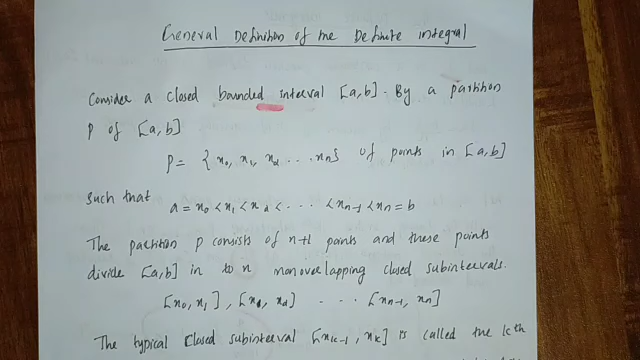 General Definition of the Definite integral
Consider a closed bounded interval [a,b]. By a partition
P of [a,b]
P = {x₀, x₁, x₂ .... xₙ} of points in [a,b]
such that
a = x₀ < x₁ < x₂ < ... < xₙ₋₁ < xₙ = b
The partition P consists of n+1 points and these points
divide [a,b] in to n nonoverlapping closed subintervals.
[x₀, x₁], [x₁, x₂] .... [xₙ₋₁, xₙ]
The typical closed subinterval [xₖ₋₁, xₖ] is called the kth